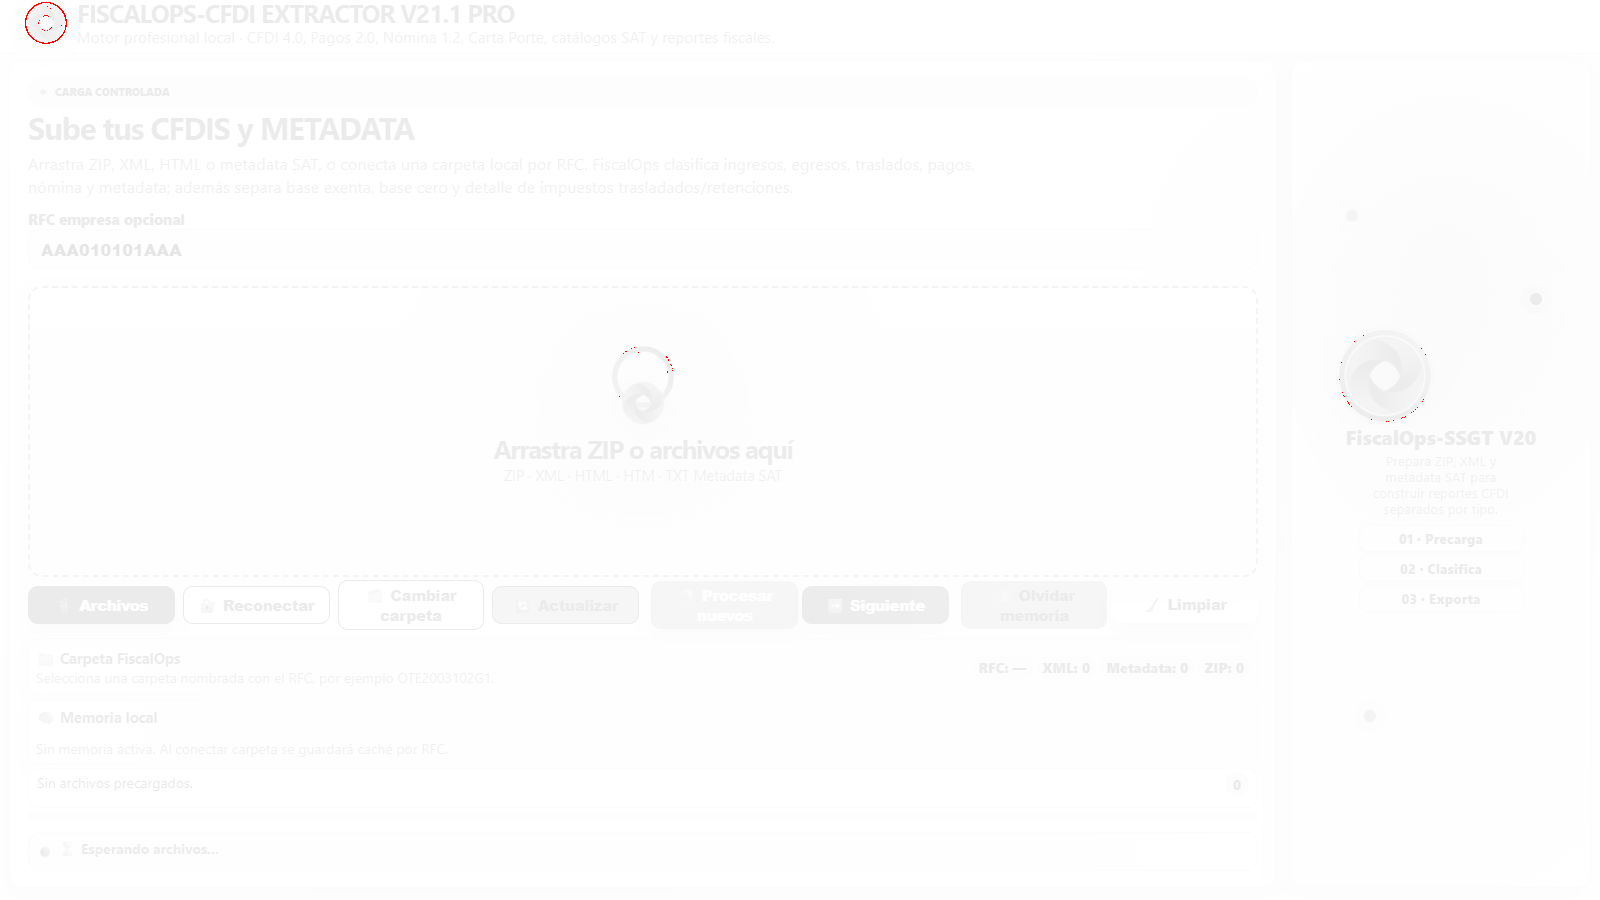 FISCALOPS-CFDI EXTRACTOR V21.1 PRO
Motor profesional local · CFDI 4.0, Pagos 2.0, Nómina 1.2, Carta Porte, catálogos SAT y reportes fiscales.
CARGA CONTROLADA
Sube tus CFDIS y METADATA
Arrastra ZIP, XML, HTML o metadata SAT, o conecta una carpeta local por RFC. FiscalOps clasifica ingresos, egresos, traslados, pagos,
nómina y metadata; además separa base exenta, base cero y detalle de impuestos trasladados/retenciones.
RFC empresa opcional
AAA010101AAA
Arrastra ZIP o archivos aquí
ZIP · XML · HTML · HTM · TXT Metadata SAT
Archivos
Reconectar
Cambiar
carpeta
Actualizar
Procesar
nuevos
Siguiente
Olvidar
memoria
Limpiar
Carpeta FiscalOps
Selecciona una carpeta nombrada con el RFC, por ejemplo OTE2003102G1.
RFC: — XML: 0 Metadata: 0 ZIP: 0
Memoria local
Sin memoria activa. Al conectar carpeta se guardará caché por RFC.
Sin archivos precargados.
0
Esperando archivos...
FiscalOps-SSGT V20
Prepara ZIP, XML y
metadata SAT para
construir reportes CFDI
separados por tipo.
01 · Precarga
02 · Clasifica
03 · Exporta